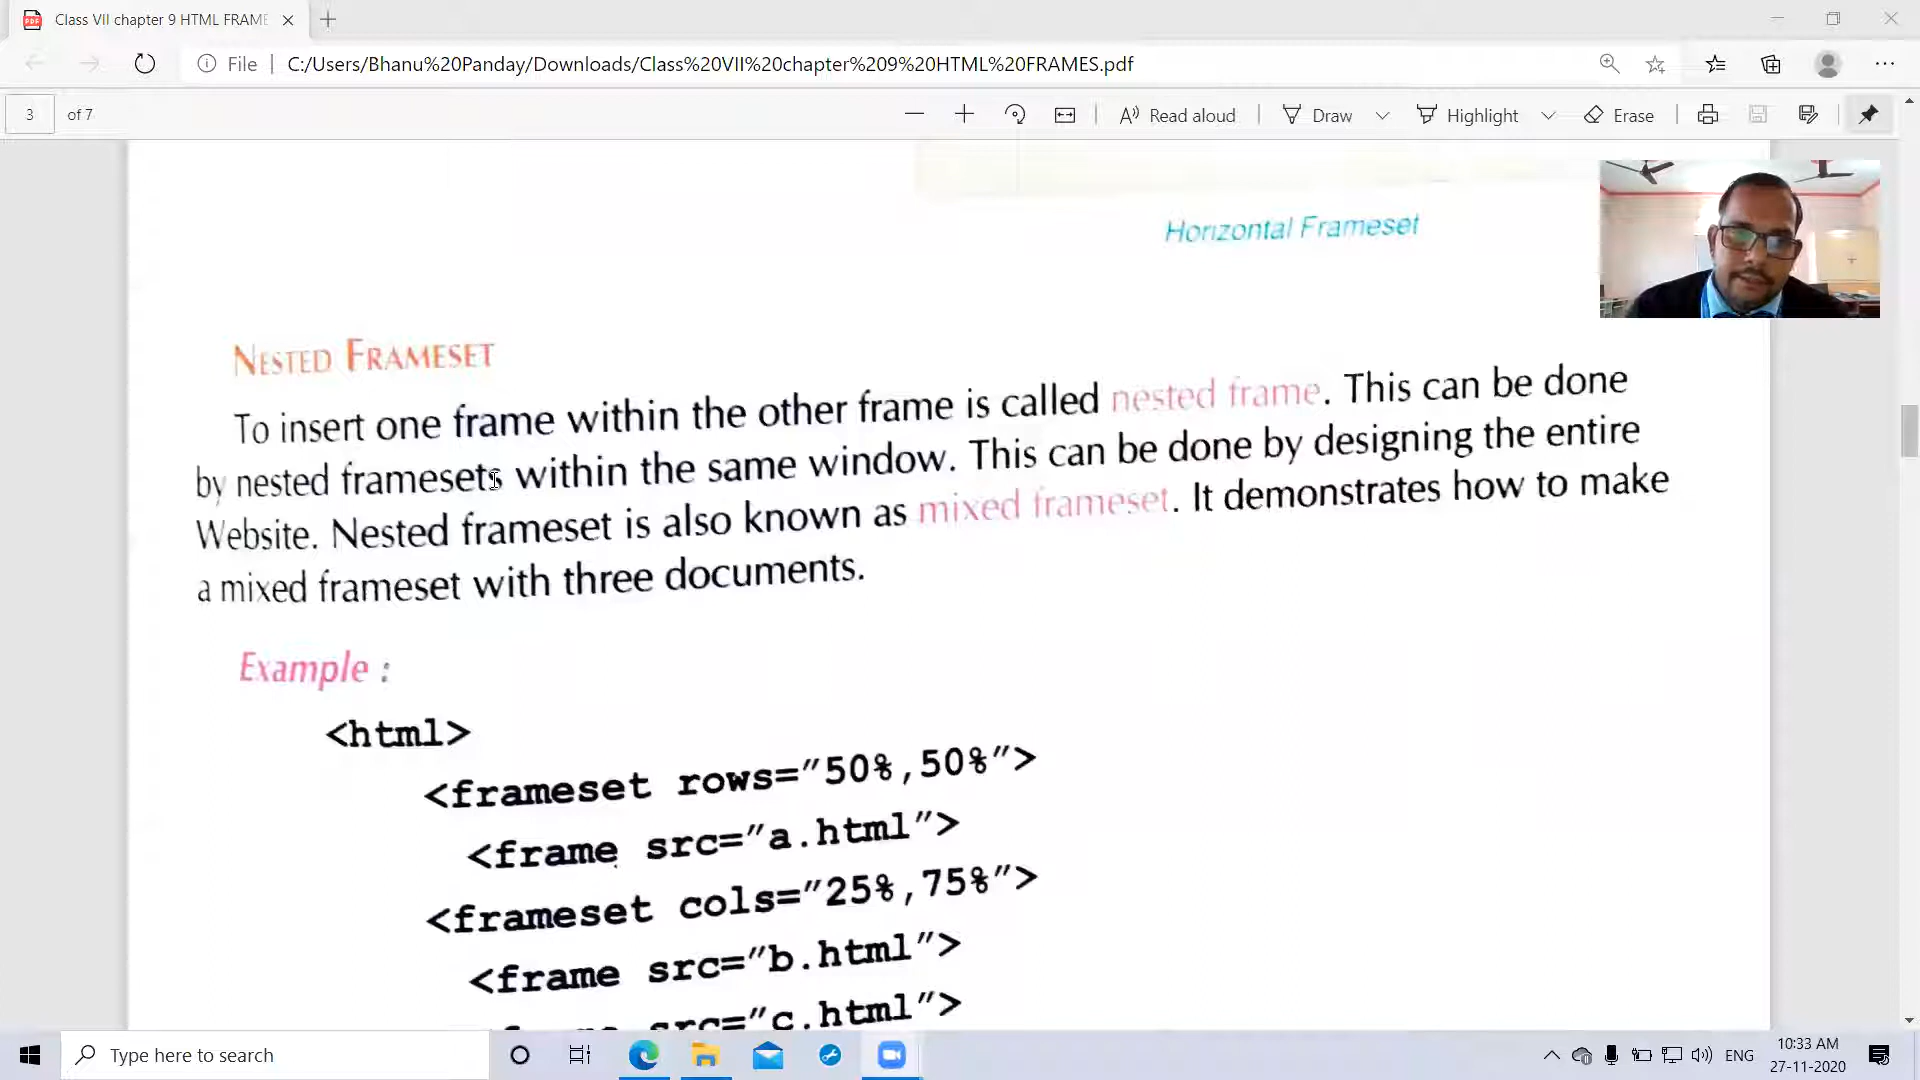 Class VII chapter 9 HTML FRAME
File
C:/Users/Bhanu%20Panday/Downloads/Class%20VII%20chapter%209%20HTML%20FRAMES.pdf
3 of 7
Read aloud
Draw
Highlight
Erase
Horizontal Frameset
NESTED FRAMESET
To insert one frame within the other frame is called nested frame. This can be done
by nested framesets within the same window. This can be done by designing the entire
Website. Nested frameset is also known as mixed frameset. It demonstrates how to make
a mixed frameset with three documents.
Example :
<html>
<frameset rows="50%,50%">
<frame src="a.html">
<frameset cols="25%,75%">
<frame src="b.html">
src="c.html">
Type here to search
ENG
10:33 AM
27-11-2020